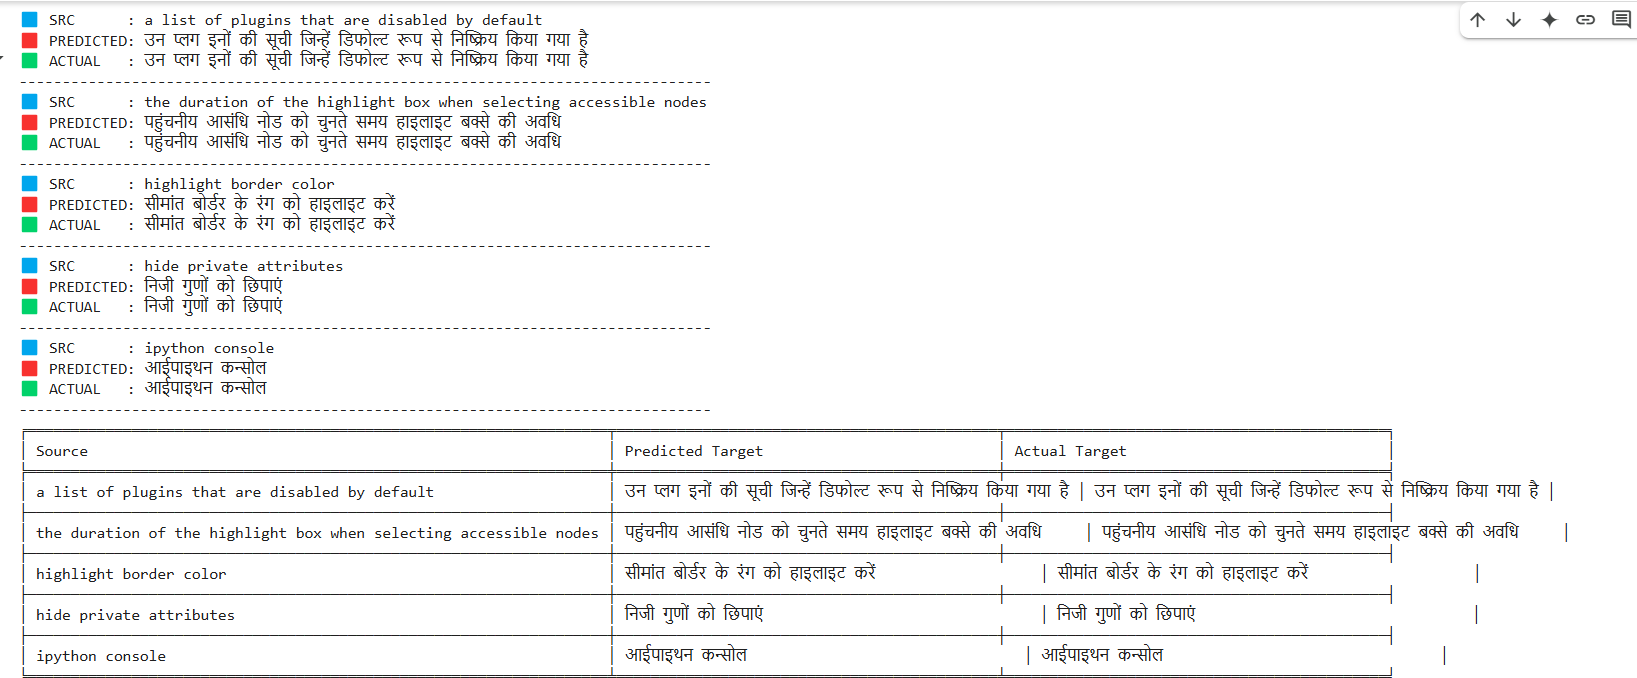 SRC : a list of plugins that are disabled by default
PREDICTED: उन प्लग इनों की सूची जिन्हें डिफोल्ट रूप से निष्क्रिय किया गया है
ACTUAL : उन प्लग इनों की सूची जिन्हें डिफोल्ट रूप से निष्क्रिय किया गया है
--------------------------------------------------------------------------------
SRC : the duration of the highlight box when selecting accessible nodes
PREDICTED: पहुंचनीय आसंधि नोड को चुनते समय हाइलाइट बक्से की अवधि
ACTUAL : पहुंचनीय आसंधि नोड को चुनते समय हाइलाइट बक्से की अवधि
--------------------------------------------------------------------------------
SRC : highlight border color
PREDICTED: सीमांत बोर्डर के रंग को हाइलाइट करें
ACTUAL : सीमांत बोर्डर के रंग को हाइलाइट करें
--------------------------------------------------------------------------------
SRC : hide private attributes
PREDICTED: निजी गुणों को छिपाएं
ACTUAL : निजी गुणों को छिपाएं
--------------------------------------------------------------------------------
SRC : ipython console
PREDICTED: आईपाइथन कन्सोल
ACTUAL : आईपाइथन कन्सोल
--------------------------------------------------------------------------------
Source Predicted Target Actual Target
a list of plugins that are disabled by default उन प्लग इनों की सूची जिन्हें डिफोल्ट रूप से निष्क्रिय किया गया है उन प्लग इनों की सूची जिन्हें डिफोल्ट रूप से निष्क्रिय किया गया है
the duration of the highlight box when selecting accessible nodes पहुंचनीय आसंधि नोड को चुनते समय हाइलाइट बक्से की अवधि पहुंचनीय आसंधि नोड को चुनते समय हाइलाइट बक्से की अवधि
highlight border color सीमांत बोर्डर के रंग को हाइलाइट करें सीमांत बोर्डर के रंग को हाइलाइट करें
hide private attributes निजी गुणों को छिपाएं निजी गुणों को छिपाएं
ipython console आईपाइथन कन्सोल आईपाइथन कन्सोल